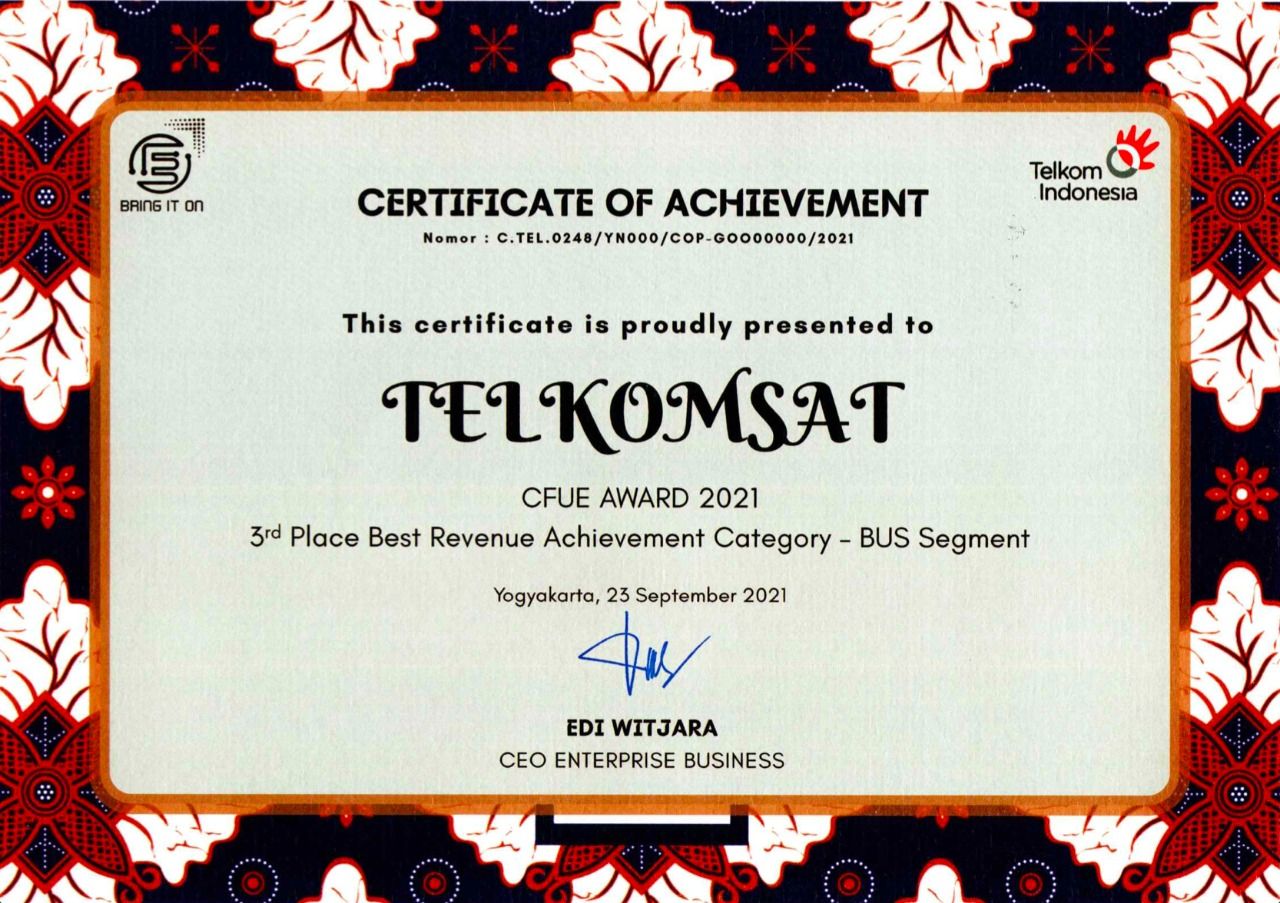 BRING IT ON
Telkom
Indonesia
CERTIFICATE OF ACHIEVEMENT
Nomor : C.TEL.0248/YN000/COP-GOOOOOOO/2021
This certificate is proudly presented to
TELKOMSAT
CFUE AWARD 2021
3rd Place Best Revenue Achievement Category - BUS Segment
Yogyakarta, 23 September 2021
EDI WITJARA
CEO ENTERPRISE BUSINESS